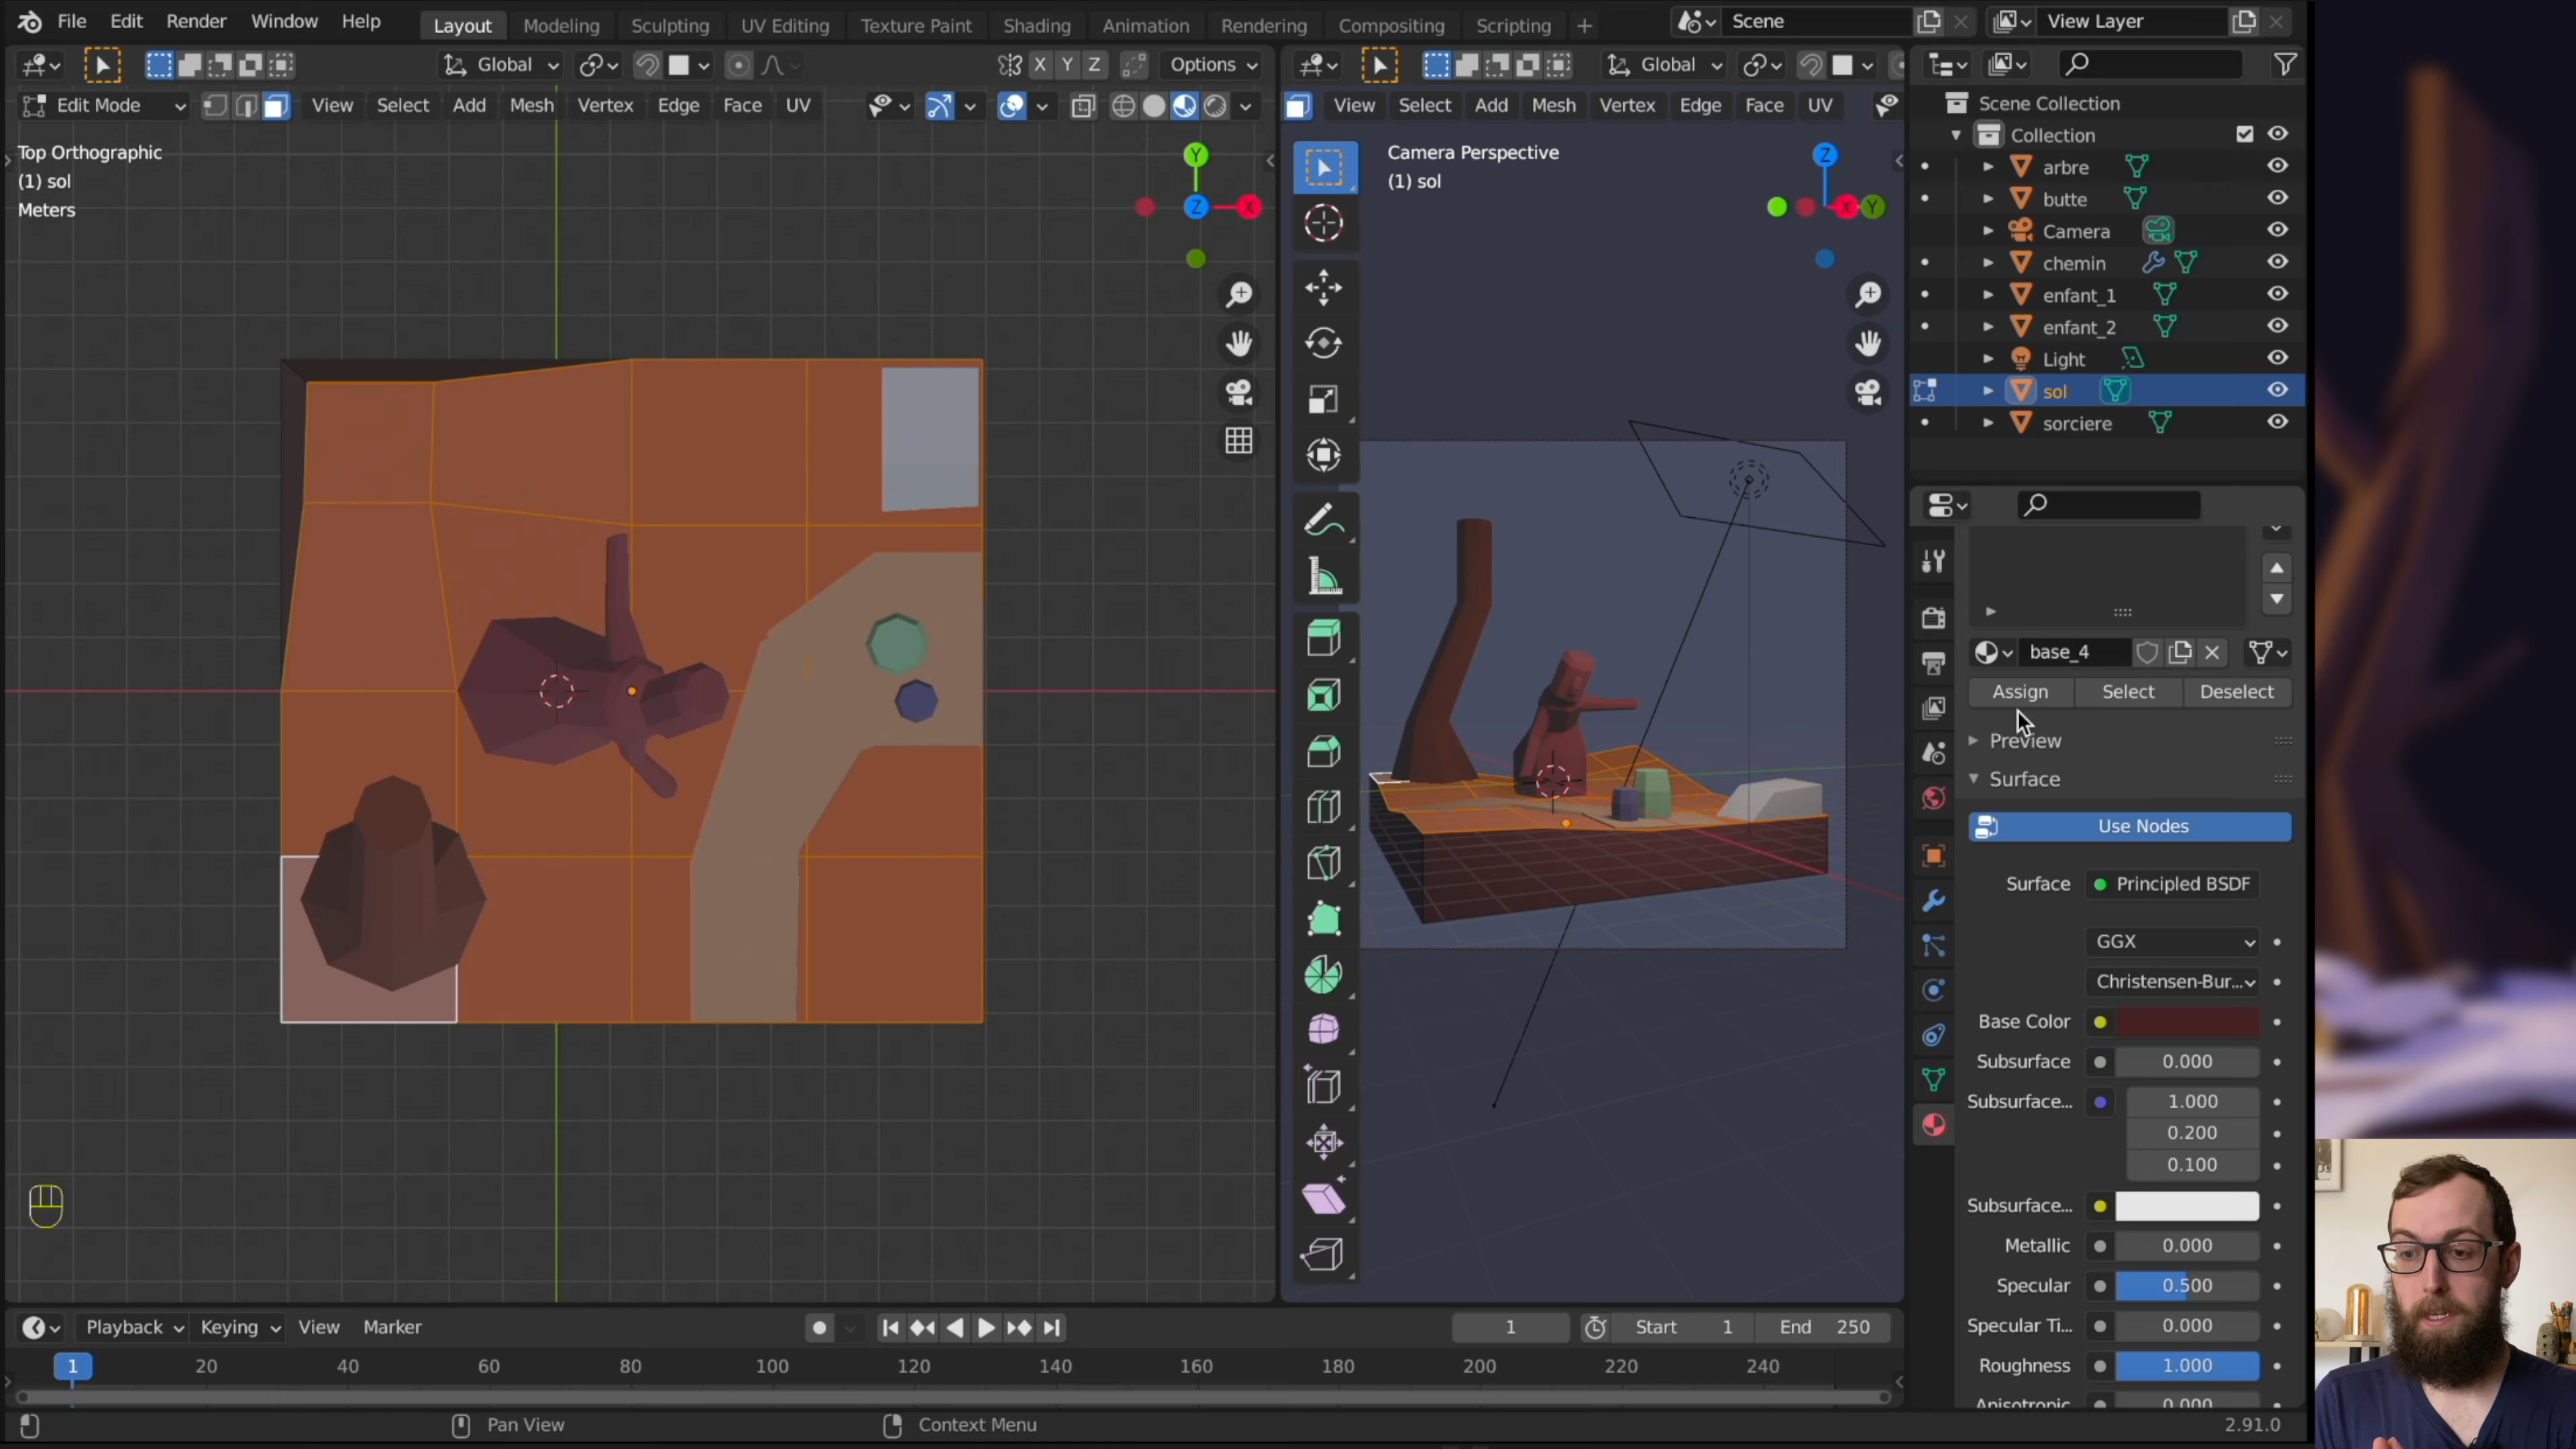 File Edit Render Window Help Layout Modeling Sculpting UV Editing Texture Paint Shading Animation Rendering Compositing Scripting + Scene View Layer
Global Options X Y Z Global
Edit Mode View Select Add Mesh Vertex Edge Face UV View Select Add Mesh Vertex Edge Face UV
Top Orthographic
(1) sol
Meters
Y
Z
X
Camera Perspective
(1) sol
Z
X
Y
Scene Collection
Collection
arbre
butte
Camera
chemin
enfant_1
enfant_2
Light
sol
sorciere
base_4
Assign Select Deselect
Preview
Surface
Use Nodes
Surface Principled BSDF
GGX
Christensen-Bur...
Base Color
Subsurface 0.000
Subsurface... 1.000
0.200
0.100
Subsurface...
Metallic 0.000
Specular 0.500
Specular Ti... 0.000
Roughness 1.000
Anisotropic 0.000
Playback Keying View Marker 1 Start 1 End 250
1 20 40 60 80 100 120 140 160 180 200 220 240
Pan View Context Menu 2.91.0